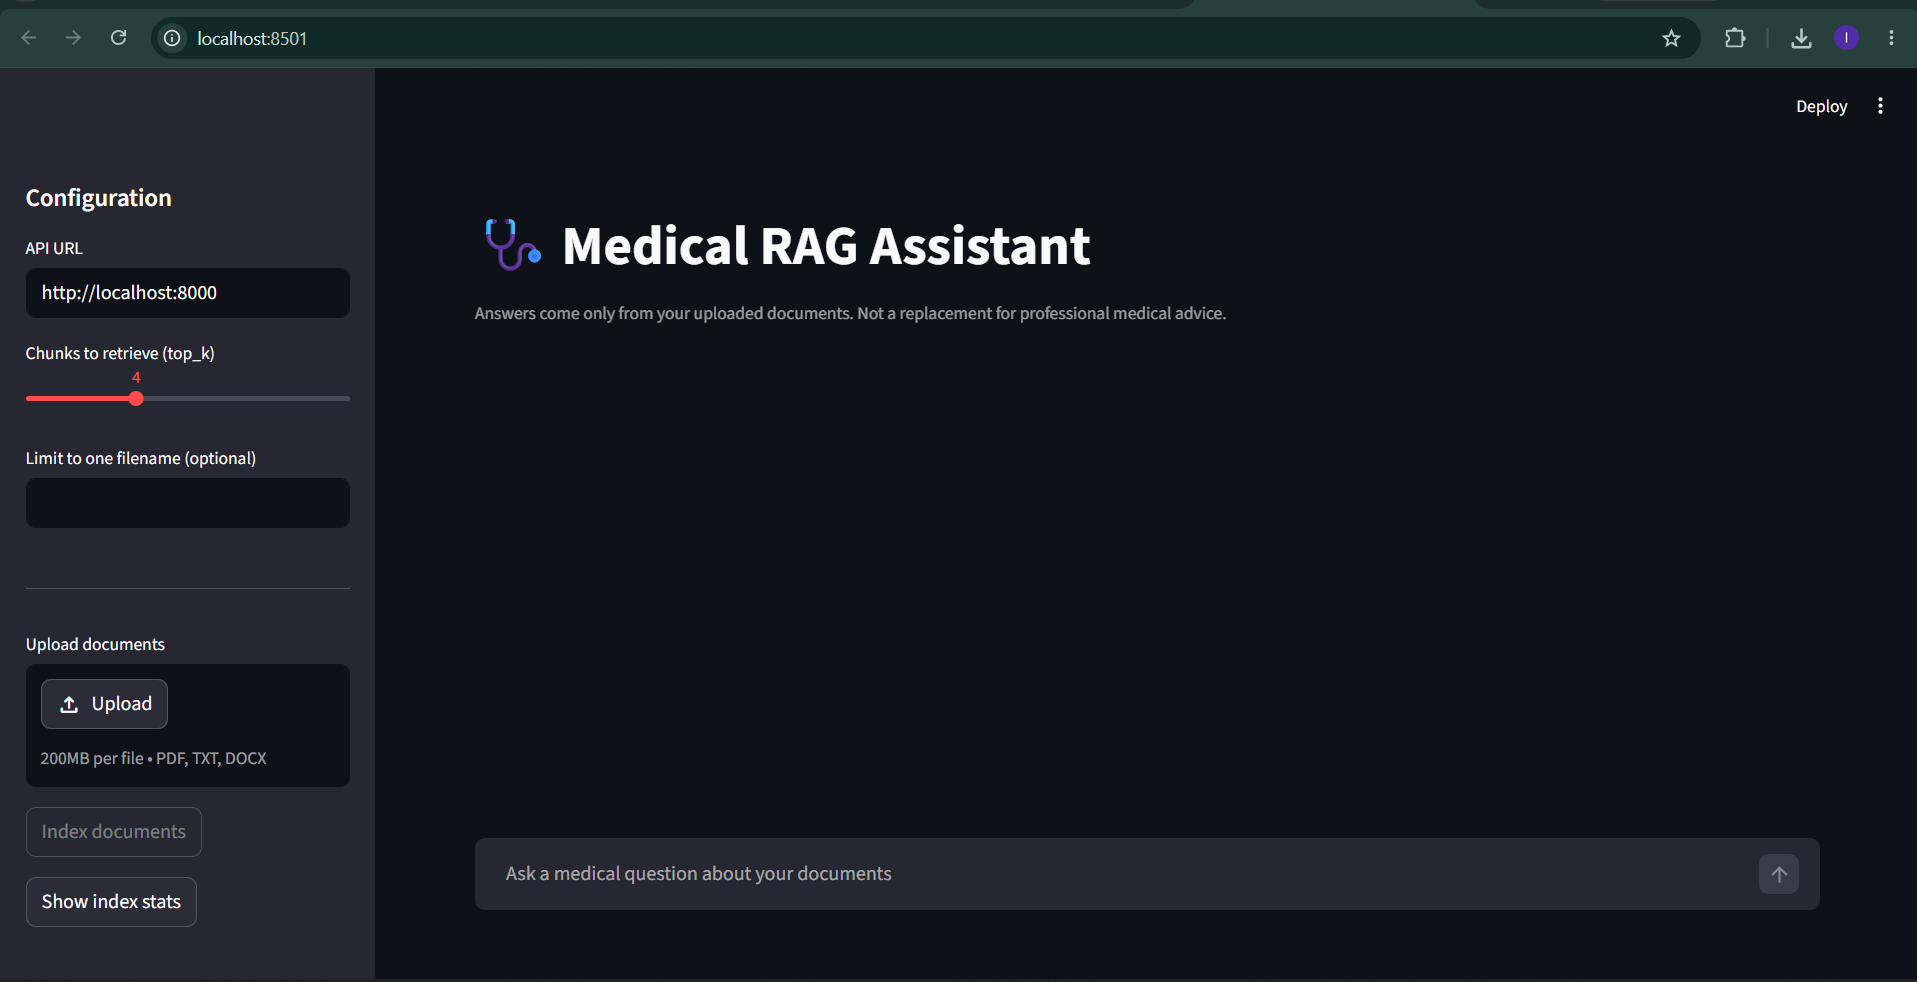 localhost:8501
I
Deploy
Configuration
API URL
http://localhost:8000
Chunks to retrieve (top_k)
4
Limit to one filename (optional)
Upload documents
Upload
200MB per file • PDF, TXT, DOCX
Index documents
Show index stats
Medical RAG Assistant
Answers come only from your uploaded documents. Not a replacement for professional medical advice.
Ask a medical question about your documents